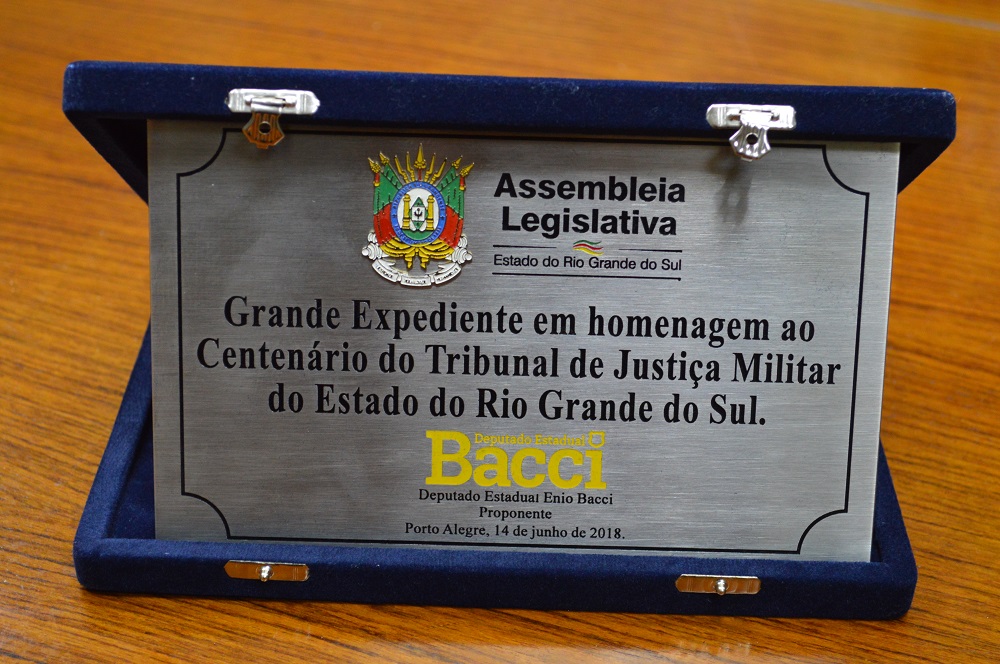 Assembleia
Legislativa
Estado do Rio Grande do Sul
Grande Expediente em homenagem ao
Centenário do Tribunal de Justiça Militar
do Estado do Rio Grande do Sul.
Deputado Estadual
Bacci
Deputado Estadual Enio Bacci
Proponente
Porto Alegre, 14 de junho de 2018.